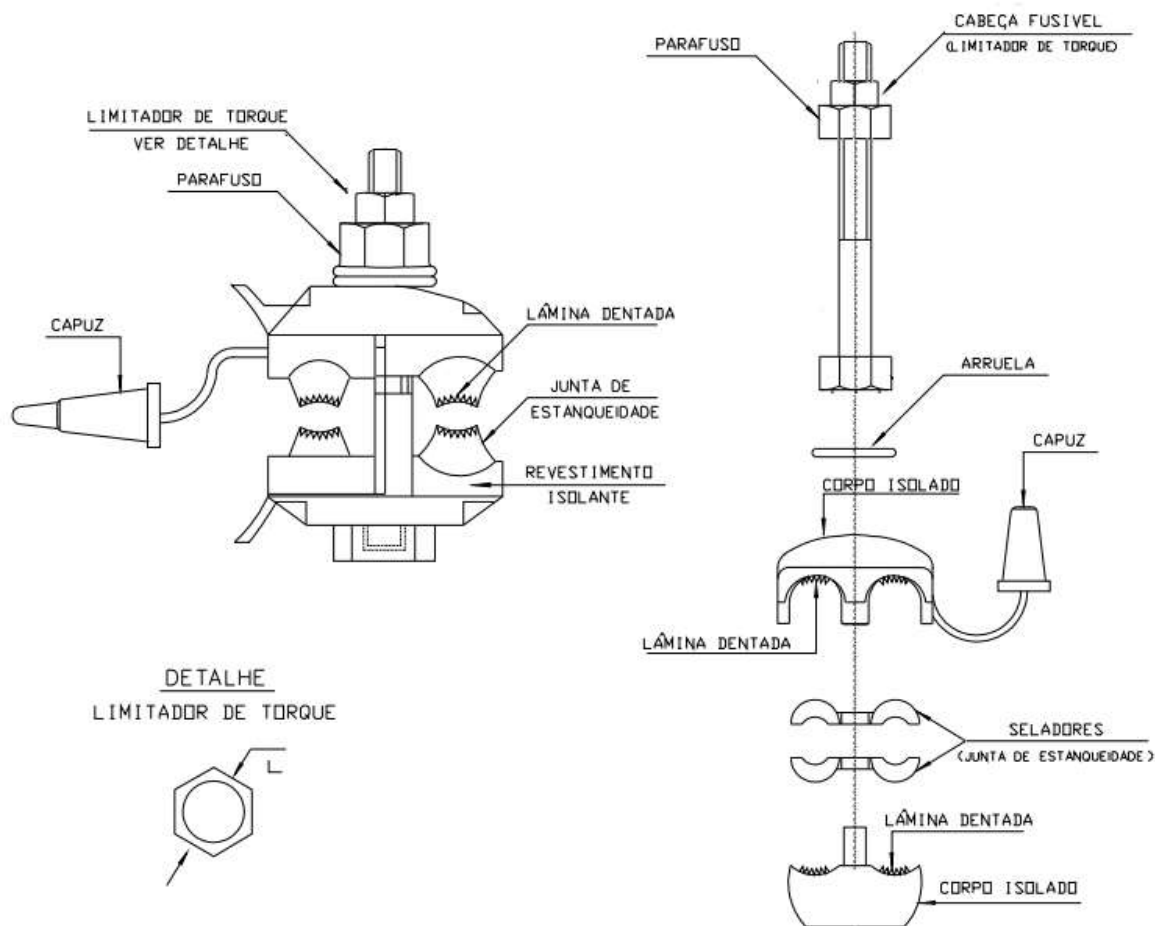 LIMITADOR DE TORQUE
VER DETALHE
PARAFUSO
CAPUZ
LÂMINA DENTADA
JUNTA DE
ESTANQUEIDADE
REVESTIMENTO
ISOLANTE
DETALHE
LIMITADOR DE TORQUE
L
CABEÇA FUSIVEL
(LIMITADOR DE TORQUE)
PARAFUSO
ARRUELA
CAPUZ
CORPO ISOLADO
LÂMINA DENTADA
SELADORES
(JUNTA DE ESTANQUEIDADE)
LÂMINA DENTADA
CORPO ISOLADO